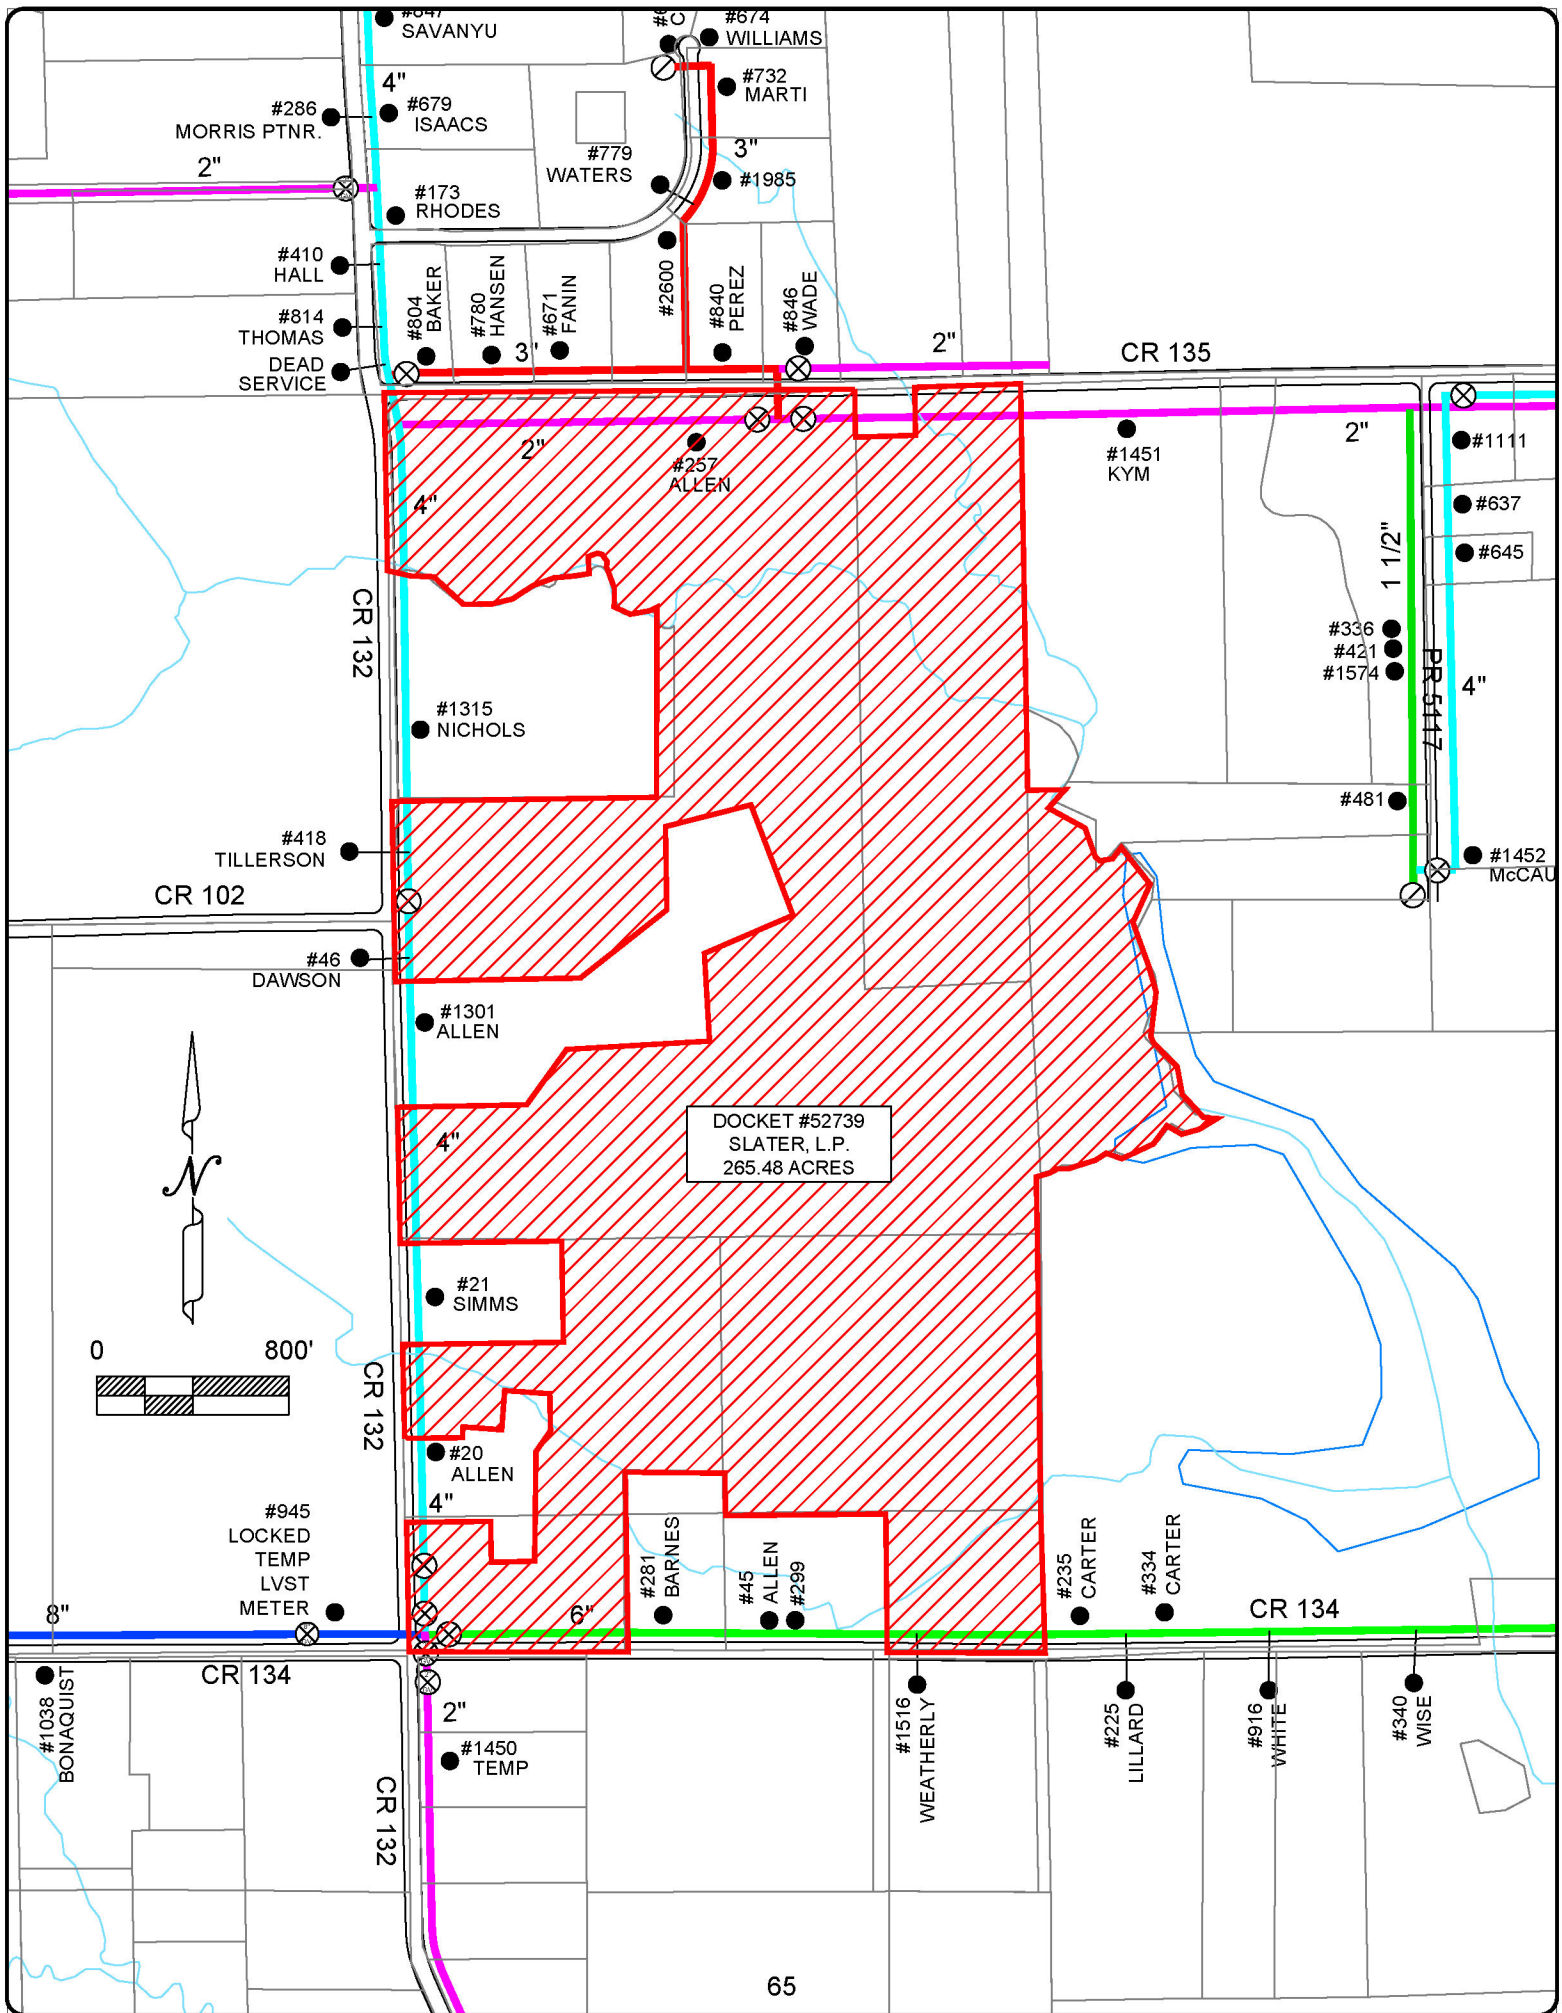 #847
SAVANYU
#674
WILLIAMS
4"
#732
MARTI
#286
MORRIS PTNR.
#679
ISAACS
2"
#779
WATERS
3"
#1985
#173
RHODES
#410
HALL
#814
THOMAS
DEAD
SERVICE
#804
BAKER
#780
HANSEN
#671
FANIN
#2600
#840
PEREZ
#846
WADE
3'
2"
CR 135
2"
#257
ALLEN
#1451
KYM
2"
#1111
4"
#637
#645
1 1/2"
CR 132
#336
#421
#1574
PR 5117
4"
#1315
NICHOLS
#481
#418
TILLERSON
#1452
McCAU
CR 102
#46
DAWSON
#1301
ALLEN
4"
DOCKET #52739
SLATER, L.P.
265.48 ACRES
N
#21
SIMMS
0 800'
CR 132
#20
ALLEN
4"
#945
LOCKED
TEMP
LVST
METER
8"
6"
#281
BARNES
#45
ALLEN
#299
#235
CARTER
#334
CARTER
CR 134
CR 134
#1038
BONAQUIST
2"
#1450
TEMP
#1516
WEATHERLY
#225
LILLARD
#916
WHITE
#340
WISE
CR 132
65